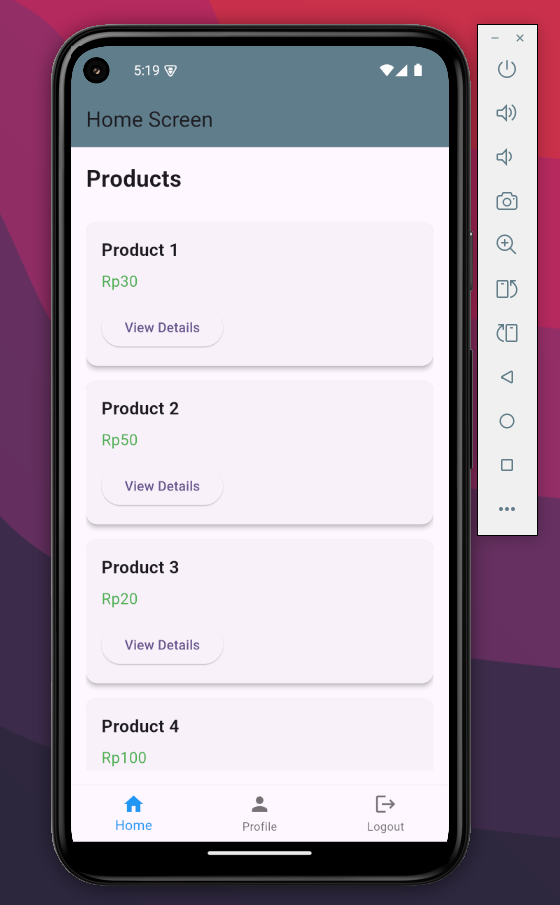 5:19
Home Screen
Products
Product 1
Rp30
View Details
Product 2
Rp50
View Details
Product 3
Rp20
View Details
Product 4
Rp100
Home
Profile
Logout